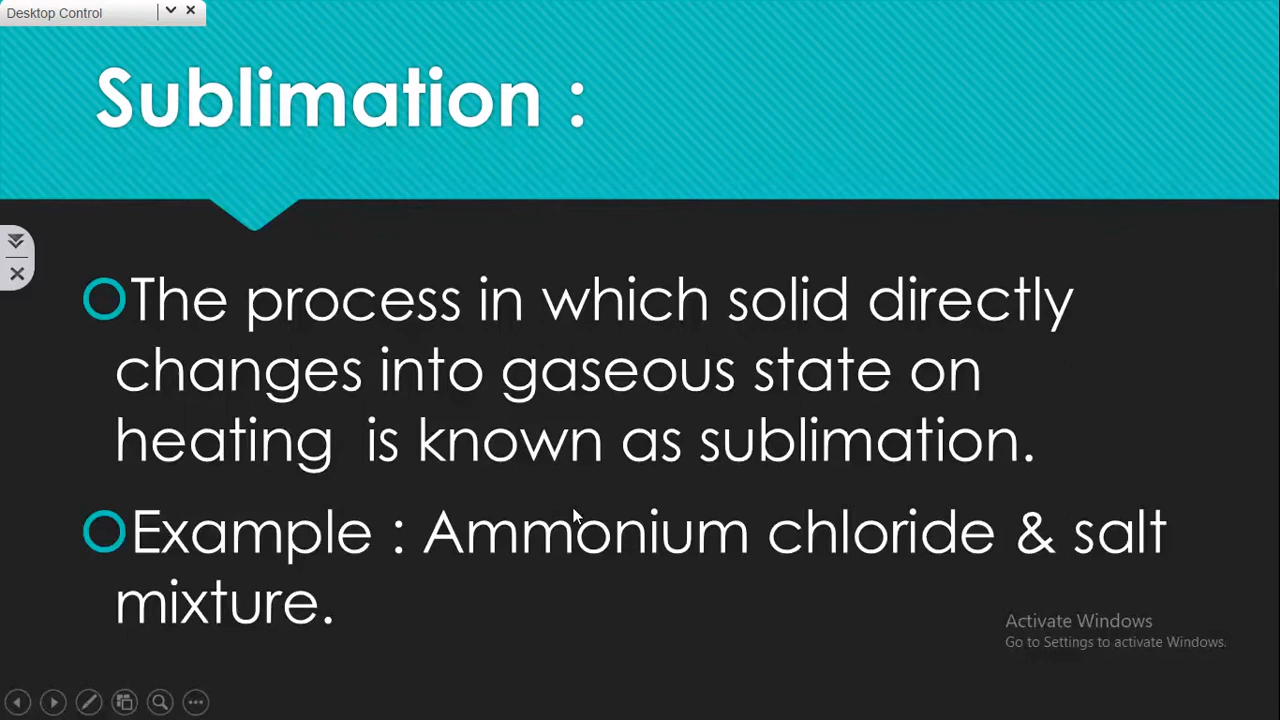 Desktop Control
Sublimation :
The process in which solid directly
changes into gaseous state on
heating  is known as sublimation.
Example : Ammonium chloride & salt
mixture.
Activate Windows
Go to Settings to activate Windows.